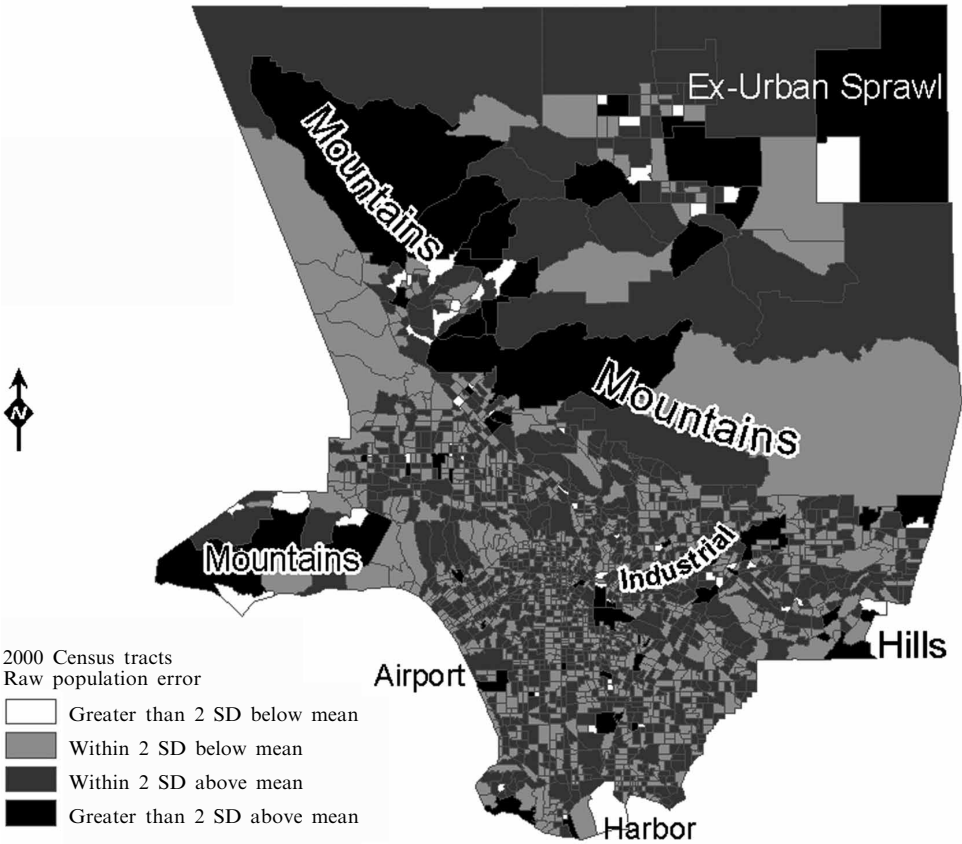 Ex-Urban Sprawl
Mountains
Mountains
Mountains
Industrial
Hills
Airport
Harbor
N
2000 Census tracts
Raw population error
Greater than 2 SD below mean
Within 2 SD below mean
Within 2 SD above mean
Greater than 2 SD above mean